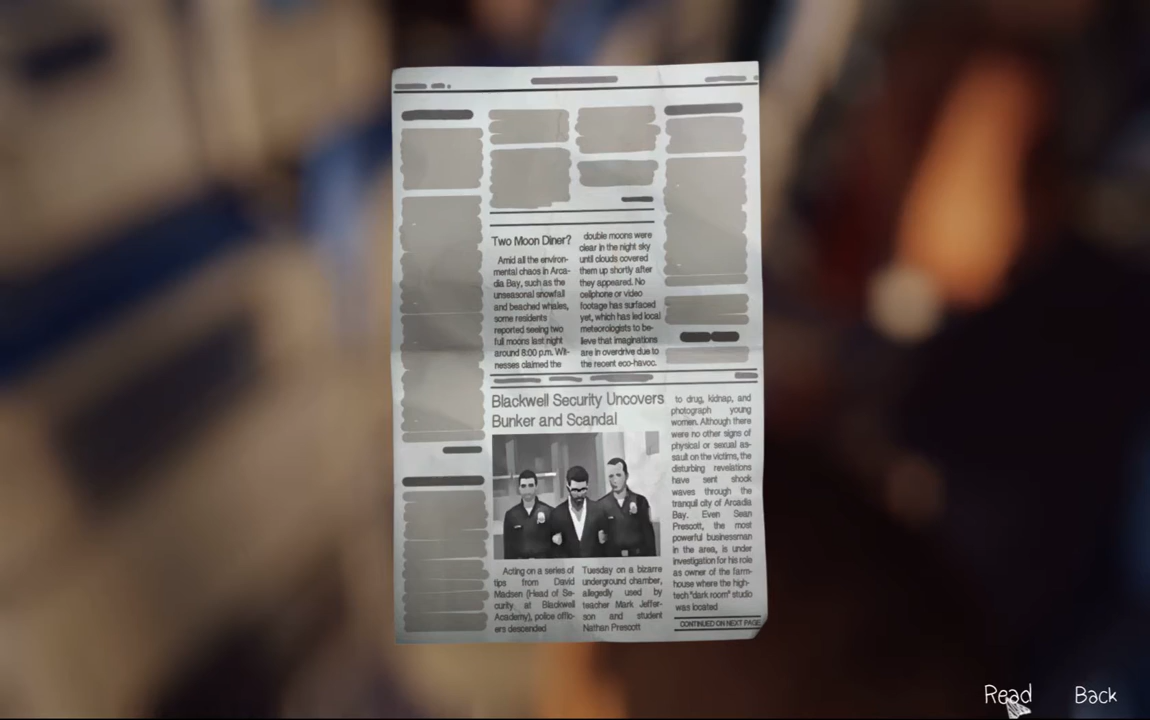 Two Moon Diner?
Amid all the environ-
mental chaos in Arca-
dia Bay, such as the
unseasonal snowfall
and beached whales,
some residents
reported seeing two
full moons last night
around 8:00 p.m. Wit-
nesses claimed the
double moons were
clear in the night sky
until clouds covered
them up shortly after
they appeared. No
cellphone or video
footage has surfaced
yet, which has led local
meteorologists to be-
lieve that imaginations
are in overdrive due to
the recent eco-havoc.
Blackwell Security Uncovers
Bunker and Scandal
Acting on a series of
tips from David
Madsen (Head of Se-
curity at Blackwell
Academy), police offic-
ers descended
Tuesday on a bizarre
underground chamber,
allegedly used by
teacher Mark Jeffer-
son and student
Nathan Prescott
to drug, kidnap, and
photograph young
women. Although there
were no other signs of
physical or sexual as-
sault on the victims, the
disturbing revelations
have sent shock
waves through the
tranquil city of Arcadia
Bay. Even Sean
Prescott, the most
powerful businessman
in the area, is under
investigation for his role
as owner of the farm-
house where the high-
tech "dark room" studio
was located
CONTINUED ON NEXT PAGE
Read Back